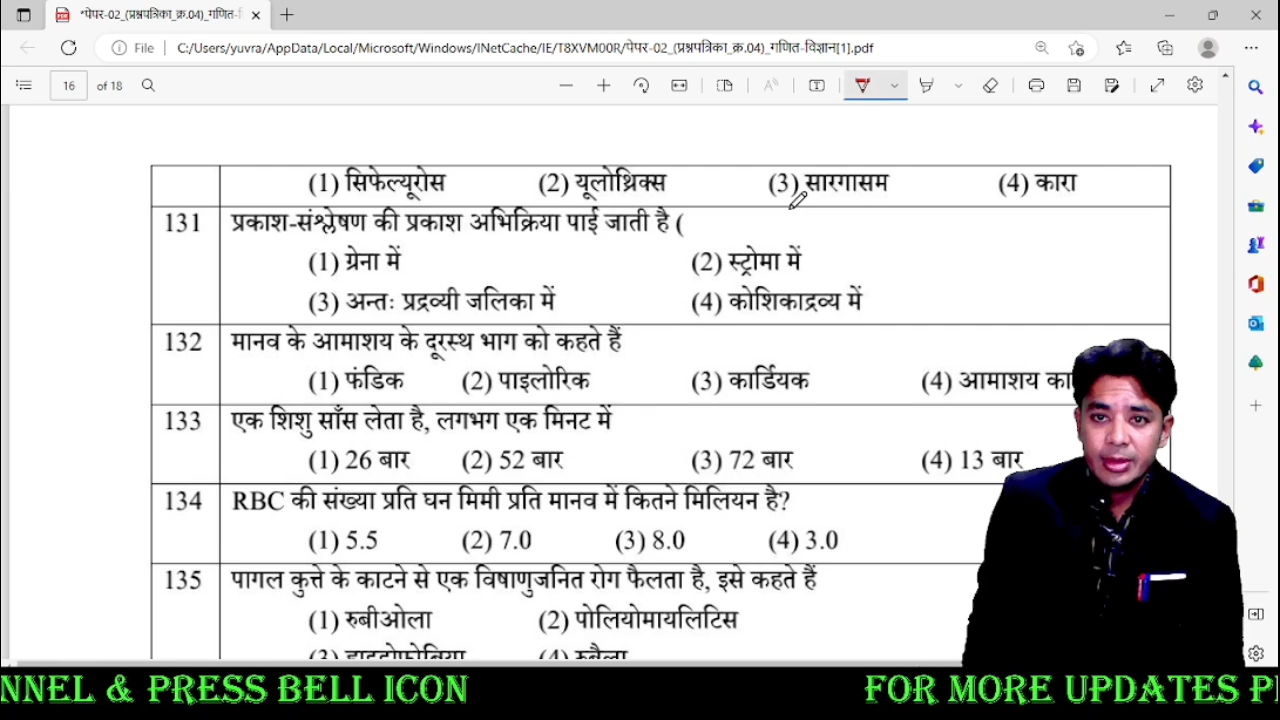 *पेपर-02_(प्रश्नपत्रिका_क्र.04)_गणित-वि
File C:/Users/yuvra/AppData/Local/Microsoft/Windows/INetCache/IE/T8XVM00R/पेपर-02_(प्रश्नपत्रिका_क्र.04)_गणित-विज्ञान[1].pdf
16 of 18
(1) सिफेल्यूरोस (2) यूलोथ्रिक्स (3) सारगासम (4) कारा
131 प्रकाश-संश्लेषण की प्रकाश अभिक्रिया पाई जाती है (
(1) ग्रेना में (2) स्ट्रोमा में
(3) अन्तः प्रद्रव्यी जलिका में (4) कोशिकाद्रव्य में
132 मानव के आमाशय के दूरस्थ भाग को कहते हैं
(1) फंडिक (2) पाइलोरिक (3) कार्डियक (4) आमाशय का
133 एक शिशु साँस लेता है, लगभग एक मिनट में
(1) 26 बार (2) 52 बार (3) 72 बार (4) 13 बार
134 RBC की संख्या प्रति घन मिमी प्रति मानव में कितने मिलियन है?
(1) 5.5 (2) 7.0 (3) 8.0 (4) 3.0
135 पागल कुत्ते के काटने से एक विषाणुजनित रोग फैलता है, इसे कहते हैं
(1) रुबीओला (2) पोलियोमायलिटिस
(3) हाइड्रोफोबिया (4) रुबैला
NNEL & PRESS BELL ICON FOR MORE UPDATES P